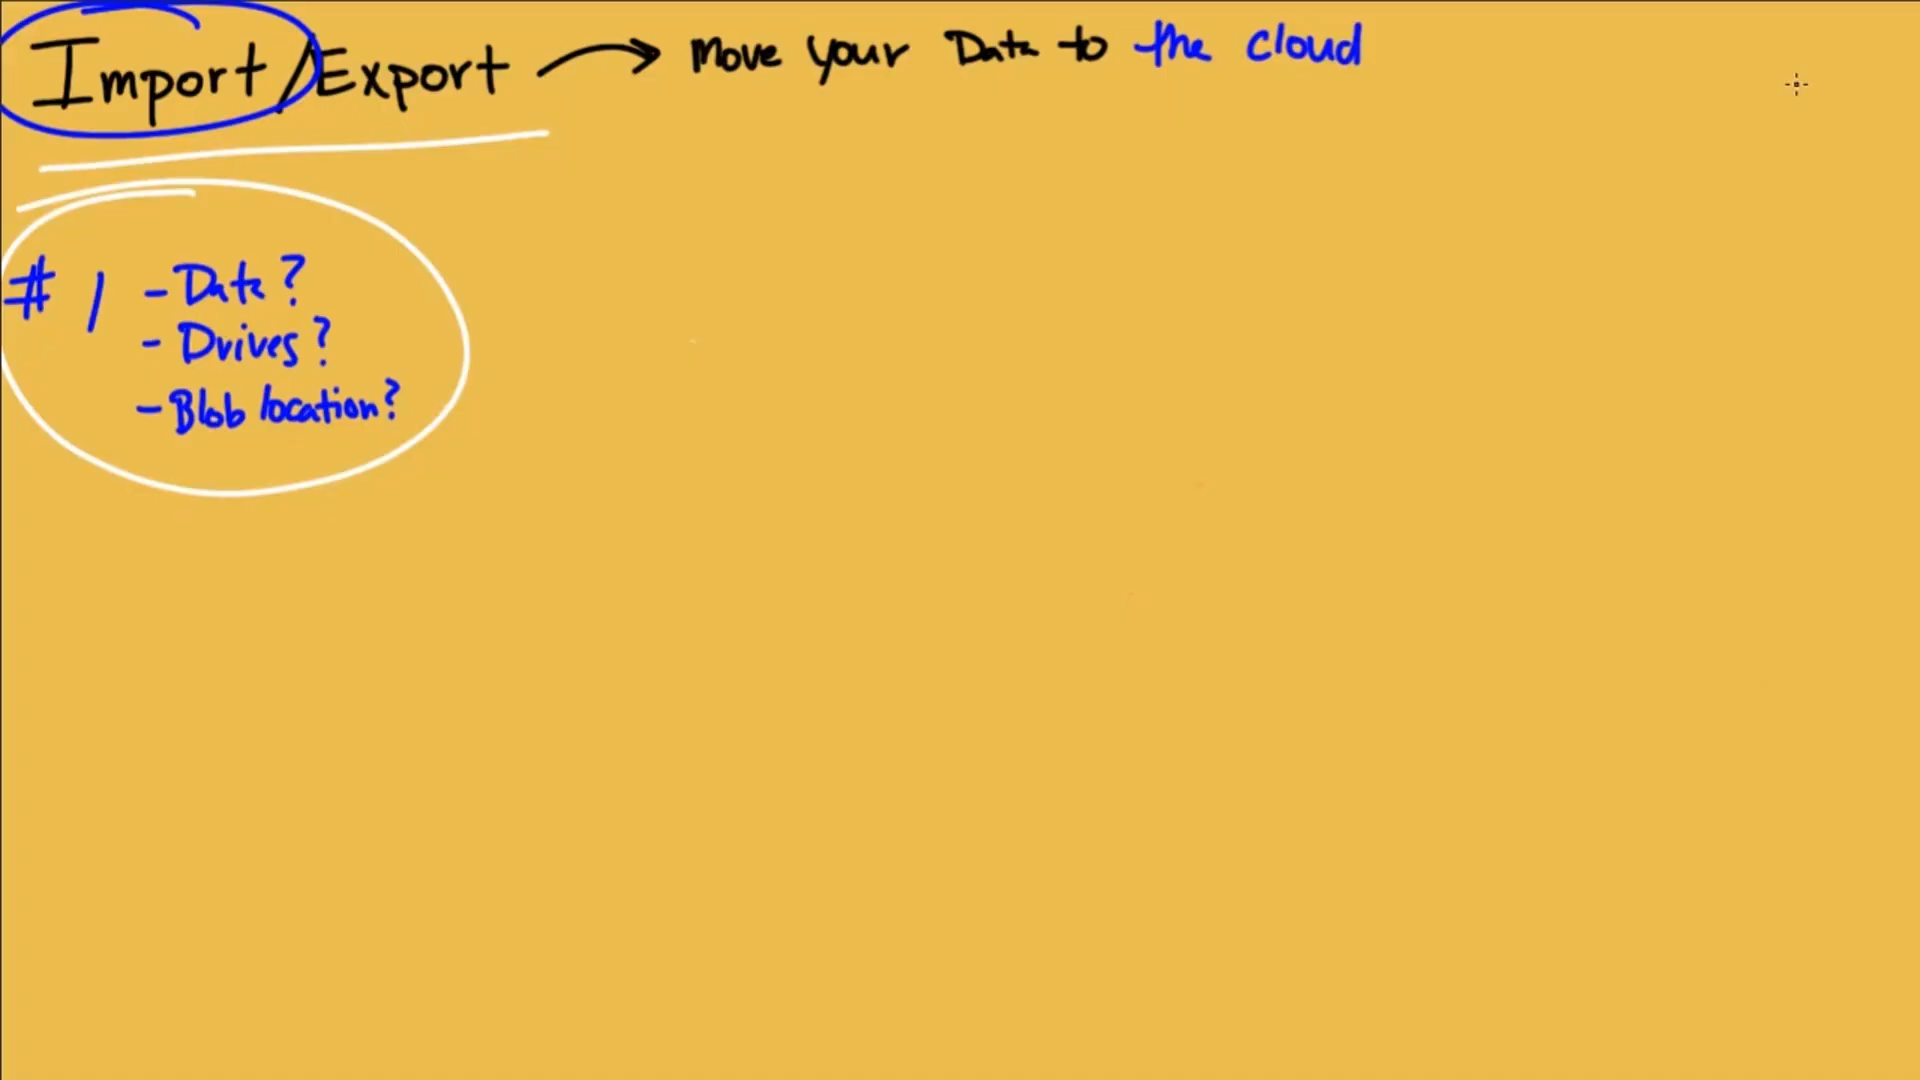 Import/Export → Move your Data to the cloud
# 1 - Data?
- Drives?
- Blob location?